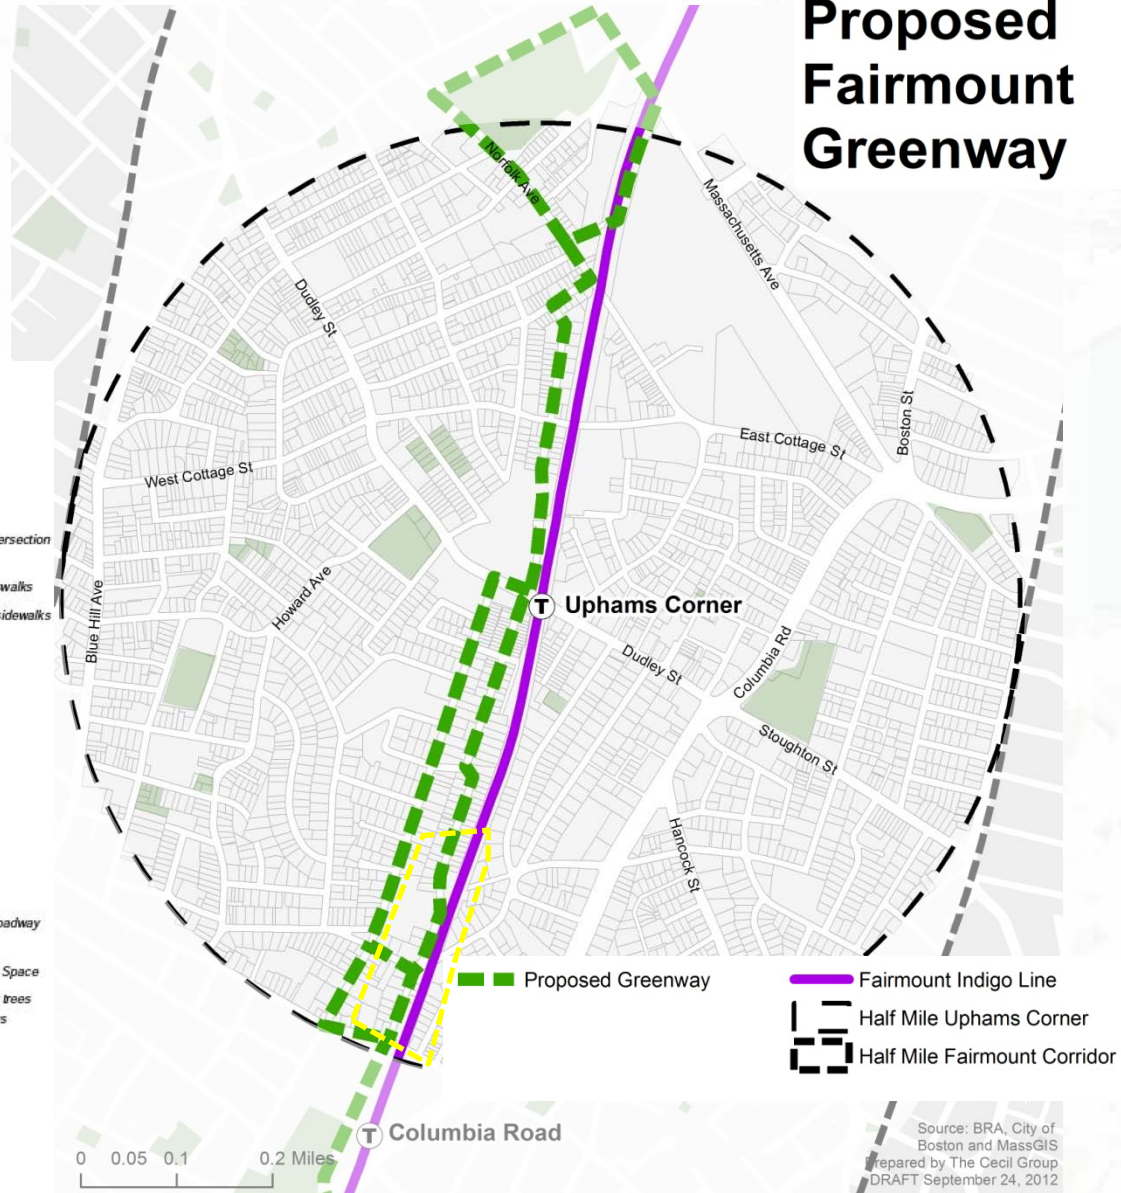 Proposed
Fairmount
Greenway
Norfolk Ave
Massachusetts Ave
Dudley St
Boston St
East Cottage St
West Cottage St
ersection
walks
sidewalks
Howard Ave
Blue Hill Ave
T Uphams Corner
Dudley St
Columbia Rd
Stoughton St
Hancock St
oadway
Space
trees
s
Proposed Greenway
Fairmount Indigo Line
Half Mile Uphams Corner
Half Mile Fairmount Corridor
T Columbia Road
0 0.05 0.1 0.2 Miles
Source: BRA, City of
Boston and MassGIS
Prepared by The Cecil Group
DRAFT September 24, 2012